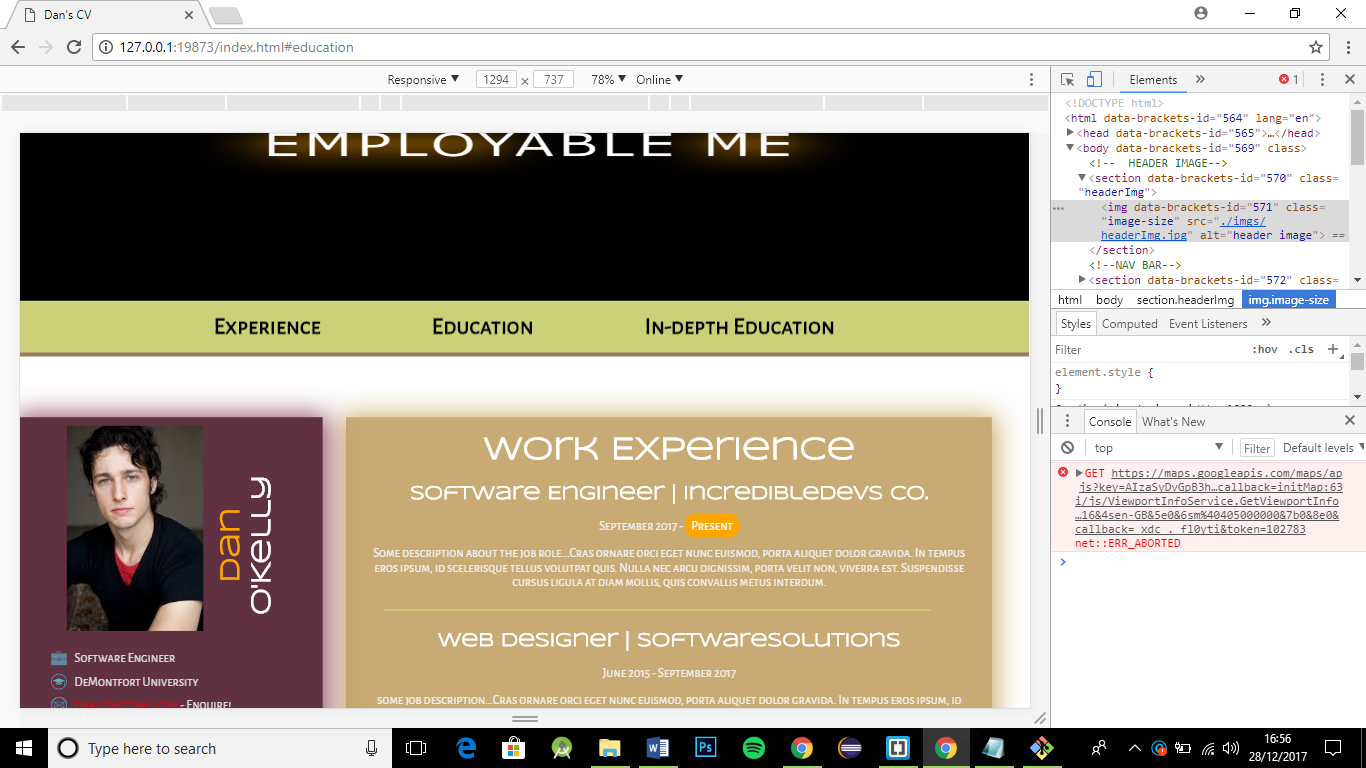 Dan's CV
127.0.0.1:19873/index.html#education
Responsive ▼ 1294 × 737 78% ▼ Online ▼
EMPLOYABLE ME
Experience Education In-depth Education
Dan
O'Kelly
Software Engineer
DeMontfort University
- Enquire!
Work Experience
Software Engineer | IncredibleDevs Co.
September 2017 - Present
Some description about the job role...Cras ornare orci eget nunc euismod, porta aliquet dolor gravida. In tempus
eros ipsum, id scelerisque tellus volutpat quis. Nulla nec arcu dignissim, porta velit non, viverra est. Suspendisse
cursus ligula at diam mollis, quis convallis metus interdum.
Web Designer | SoftwareSolutions
June 2015 - September 2017
some job description...Cras ornare orci eget nunc euismod, porta aliquet dolor gravida. In tempus eros ipsum, id
Elements » 1
<!DOCTYPE html>
<html data-brackets-id="564" lang="en">
▶<head data-brackets-id="565">…</head>
▼<body data-brackets-id="569" class>
<!-- HEADER IMAGE-->
▼<section data-brackets-id="570" class=
"headerImg">
<img data-brackets-id="571" class=
"image-size" src="./imgs/
headerImg.jpg" alt="header image"> ==
</section>
<!--NAV BAR-->
▶<section data-brackets-id="572" class=
html body section.headerImg img.image-size
Styles Computed Event Listeners »
Filter :hov .cls +
element.style {
}
Console What's New
top ▼ Filter Default levels ▼
▶GET https://maps.googleapis.com/maps/ap
js?key=AIzaSyDvGpB3h…callback=initMap:63
i/js/ViewportInfoService.GetViewportInfo
…16&4sen-GB&5e0&6sm%40405000000&7b0&8e0&
callback=_xdc_._fl0yti&token=102783
net::ERR_ABORTED
Type here to search
16:56
28/12/2017